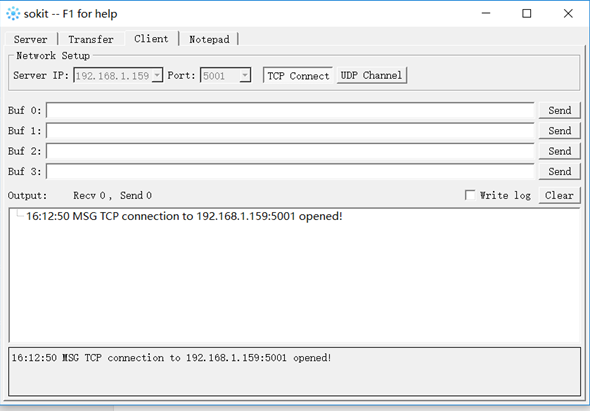 sokit -- F1 for help
Server Transfer Client Notepad
Network Setup
Server IP: 192.168.1.159 Port: 5001 TCP Connect UDP Channel
Buf 0: Send
Buf 1: Send
Buf 2: Send
Buf 3: Send
Output: Recv 0, Send 0 Write log Clear
16:12:50 MSG TCP connection to 192.168.1.159:5001 opened!
16:12:50 MSG TCP connection to 192.168.1.159:5001 opened!